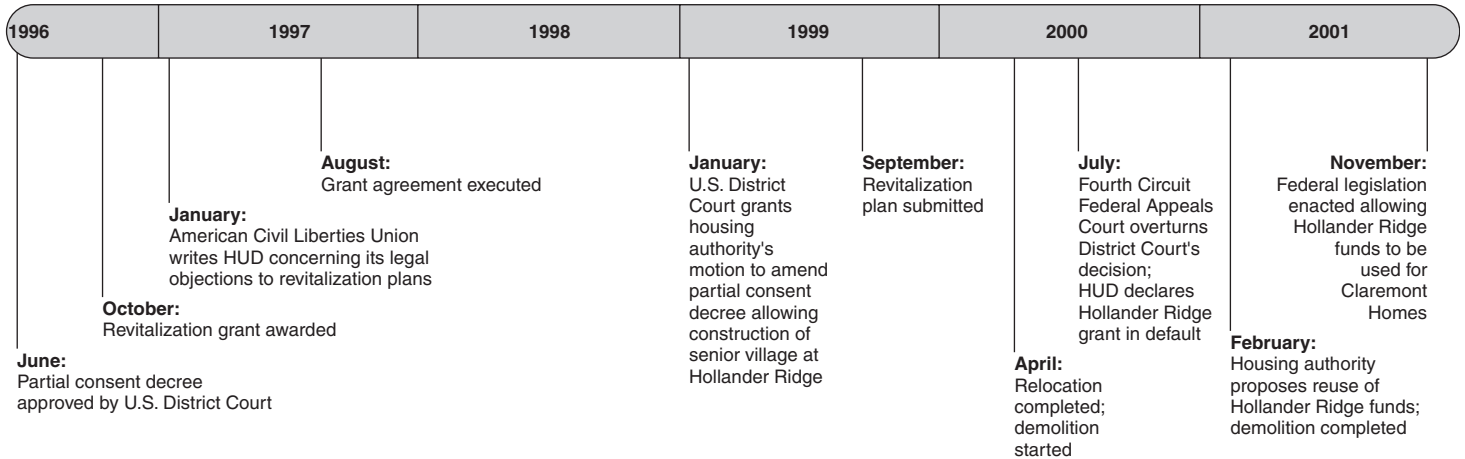 1996
1997
1998
1999
2000
2001
August:
Grant agreement executed
January:
American Civil Liberties Union
writes HUD concerning its legal
objections to revitalization plans
October:
Revitalization grant awarded
June:
Partial consent decree
approved by U.S. District Court
January:
U.S. District
Court grants
housing
authority's
motion to amend
partial consent
decree allowing
construction of
senior village at
Hollander Ridge
September:
Revitalization
plan submitted
April:
Relocation
completed;
demolition
started
July:
Fourth Circuit
Federal Appeals
Court overturns
District Court's
decision;
HUD declares
Hollander Ridge
grant in default
February:
Housing authority
proposes reuse of
Hollander Ridge funds;
demolition completed
November:
Federal legislation
enacted allowing
Hollander Ridge
funds to be
used for
Claremont
Homes